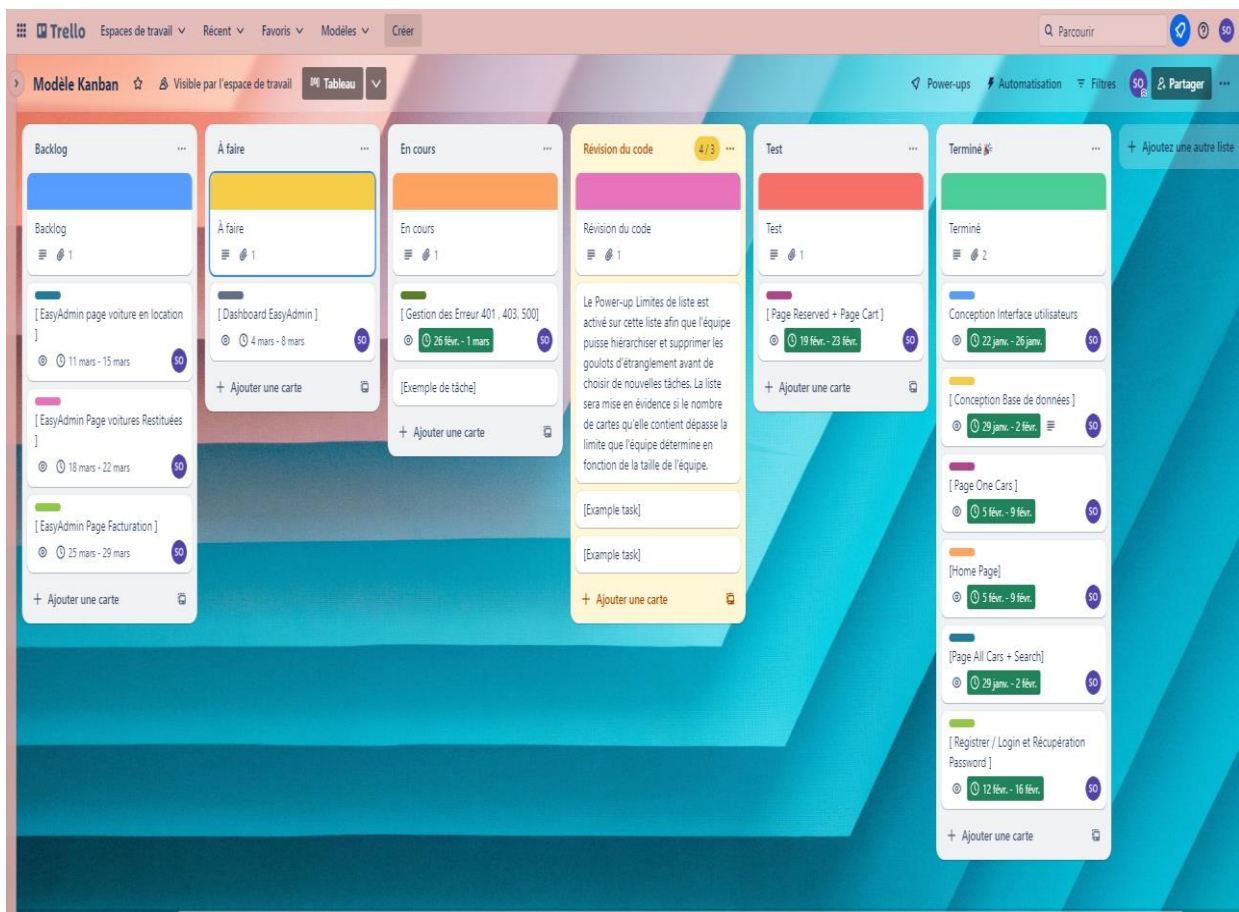 Trello Espaces de travail Récent Favoris Modèles Créer Parcourir SO
Modèle Kanban Visible par l'espace de travail Tableau Power-ups Automatisation Filtres SO Partager
Backlog
Backlog
1
[ EasyAdmin page voiture en location
]
11 mars - 15 mars SO
[ EasyAdmin Page voitures Restituées
]
18 mars - 22 mars SO
[ EasyAdmin Page Facturation ]
25 mars - 29 mars SO
+ Ajouter une carte
À faire
À faire
1
[ Dashboard EasyAdmin ]
4 mars - 8 mars SO
+ Ajouter une carte
En cours
En cours
1
[ Gestion des Erreur 401 , 403, 500]
26 févr. - 1 mars SO
[Exemple de tâche]
+ Ajouter une carte
Révision du code 4 / 3
Révision du code
1
Le Power-up Limites de liste est
activé sur cette liste afin que l'équipe
puisse hiérarchiser et supprimer les
goulots d'étranglement avant de
choisir de nouvelles tâches. La liste
sera mise en évidence si le nombre
de cartes qu'elle contient dépasse la
limite que l'équipe détermine en
fonction de la taille de l'équipe.
[Example task]
[Example task]
+ Ajouter une carte
Test
Test
1
[ Page Reserved + Page Cart ]
19 févr. - 23 févr. SO
+ Ajouter une carte
Terminé 🎉
Terminé
2
Conception Interface utilisateurs
22 janv. - 26 janv. SO
[ Conception Base de données ]
29 janv. - 2 févr. SO
[ Page One Cars ]
5 févr. - 9 févr. SO
[Home Page]
5 févr. - 9 févr. SO
[Page All Cars + Search]
29 janv. - 2 févr. SO
[ Registrer / Login et Récupération
Password ]
12 févr. - 16 févr. SO
+ Ajouter une carte
+ Ajoutez une autre liste